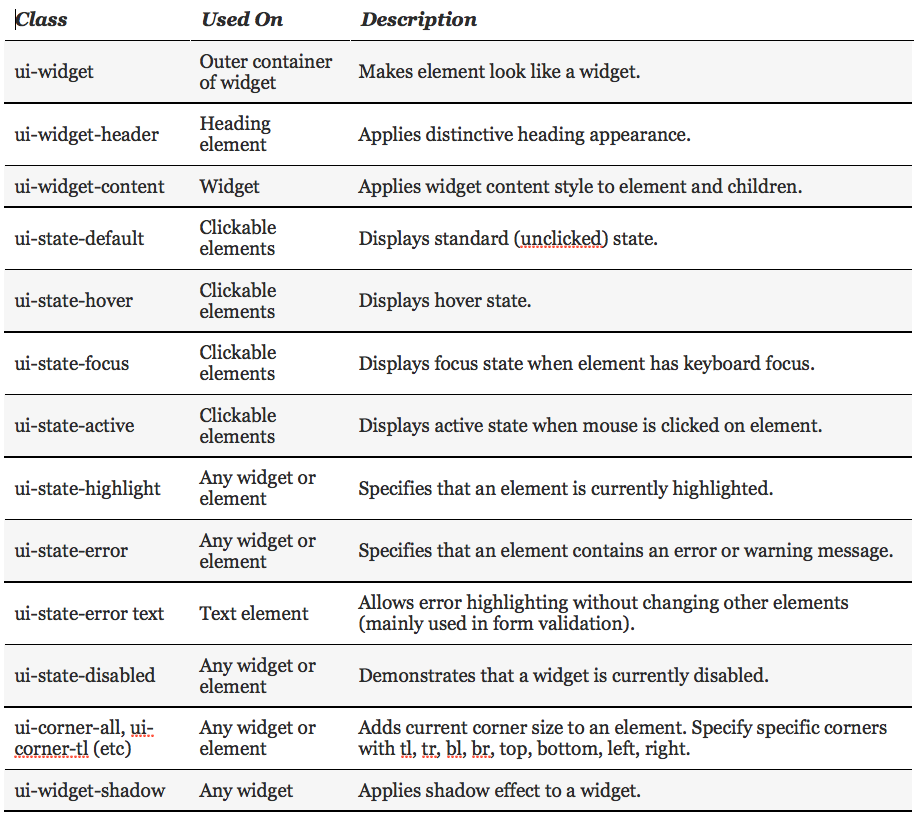 Class Used On Description
ui-widget Outer container of widget Makes element look like a widget.
ui-widget-header Heading element Applies distinctive heading appearance.
ui-widget-content Widget Applies widget content style to element and children.
ui-state-default Clickable elements Displays standard (unclicked) state.
ui-state-hover Clickable elements Displays hover state.
ui-state-focus Clickable elements Displays focus state when element has keyboard focus.
ui-state-active Clickable elements Displays active state when mouse is clicked on element.
ui-state-highlight Any widget or element Specifies that an element is currently highlighted.
ui-state-error Any widget or element Specifies that an element contains an error or warning message.
ui-state-error text Text element Allows error highlighting without changing other elements (mainly used in form validation).
ui-state-disabled Any widget or element Demonstrates that a widget is currently disabled.
ui-corner-all, ui-corner-tl (etc) Any widget or element Adds current corner size to an element. Specify specific corners with tl, tr, bl, br, top, bottom, left, right.
ui-widget-shadow Any widget Applies shadow effect to a widget.